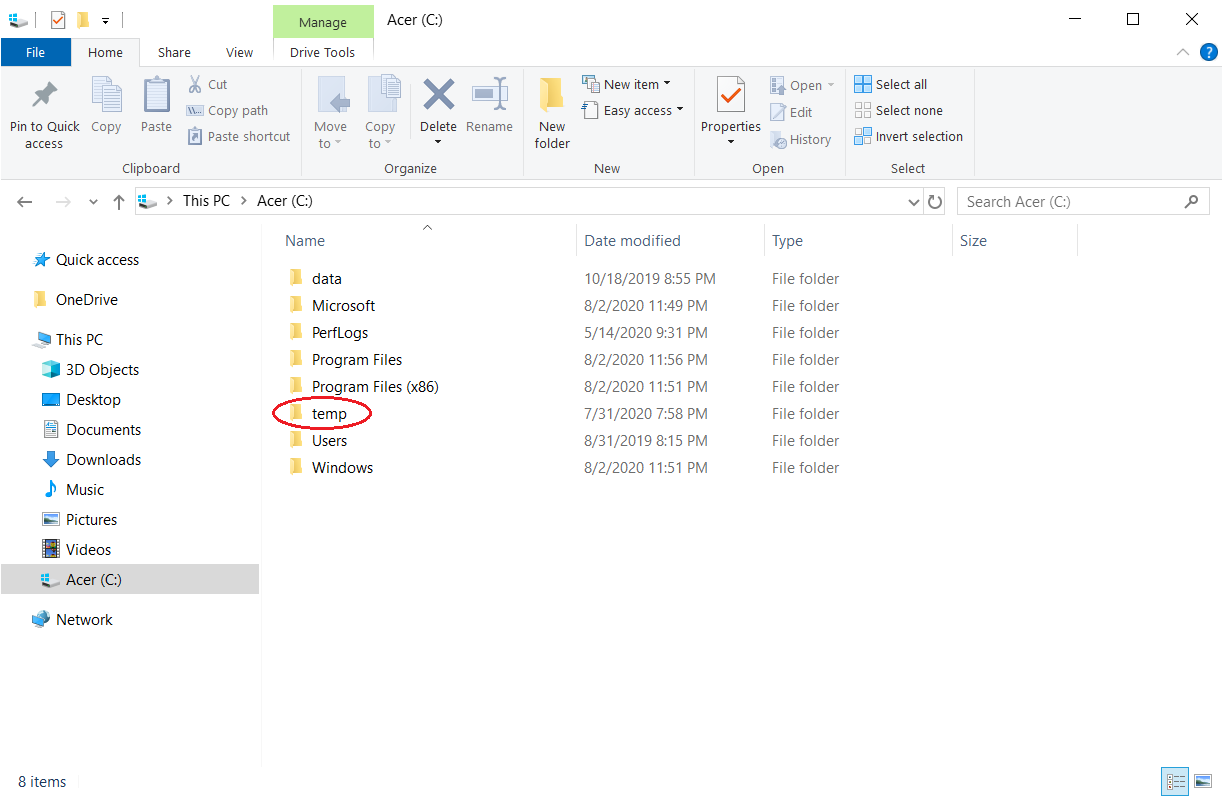 Manage
Acer (C:)
File
Home
Share
View
Drive Tools
Pin to Quick access
Copy
Paste
Cut
Copy path
Paste shortcut
Clipboard
Move to
Copy to
Delete
Rename
Organize
New folder
New item
Easy access
New
Properties
Open
Edit
History
Open
Select all
Select none
Invert selection
Select
This PC
Acer (C:)
Search Acer (C:)
Quick access
OneDrive
This PC
3D Objects
Desktop
Documents
Downloads
Music
Pictures
Videos
Acer (C:)
Network
Name Date modified Type Size
data 10/18/2019 8:55 PM File folder
Microsoft 8/2/2020 11:49 PM File folder
PerfLogs 5/14/2020 9:31 PM File folder
Program Files 8/2/2020 11:56 PM File folder
Program Files (x86) 8/2/2020 11:51 PM File folder
temp 7/31/2020 7:58 PM File folder
Users 8/31/2019 8:15 PM File folder
Windows 8/2/2020 11:51 PM File folder
8 items